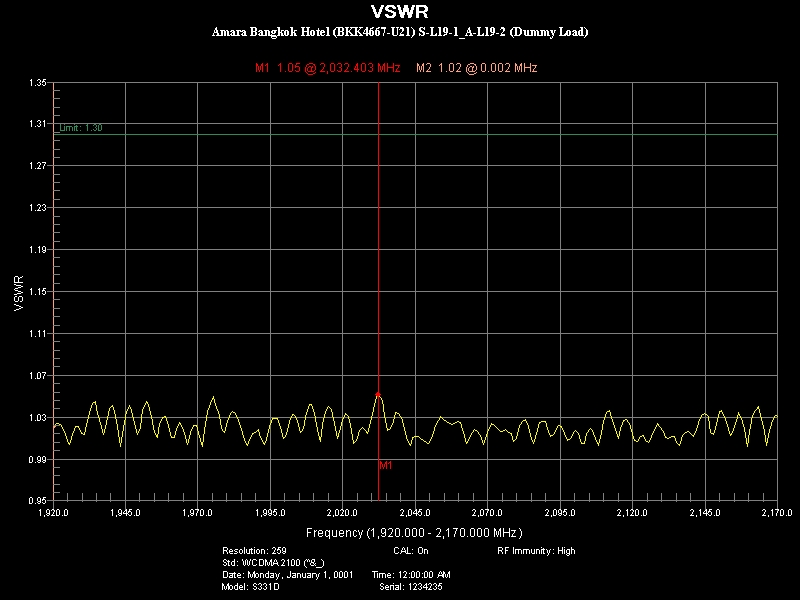 VSWR
Amara Bangkok Hotel (BKK4667-U21) S-L19-1_A-L19-2 (Dummy Load)
M1 1.05 @ 2,032.403 MHz M2 1.02 @ 0.002 MHz
1.35
1.31
Limit: 1.30
1.27
1.23
1.19
VSWR
1.15
1.11
1.07
1.03
0.99
M1
0.95
1,920.0 1,945.0 1,970.0 1,995.0 2,020.0 2,045.0 2,070.0 2,095.0 2,120.0 2,145.0 2,170.0
Frequency (1,920.000 - 2,170.000 MHz )
Resolution: 259 CAL: On RF Immunity: High
Std: WCDMA 2100 (°&_)
Date: Monday, January 1, 0001 Time: 12:00:00 AM
Model: S331D Serial: 1234235